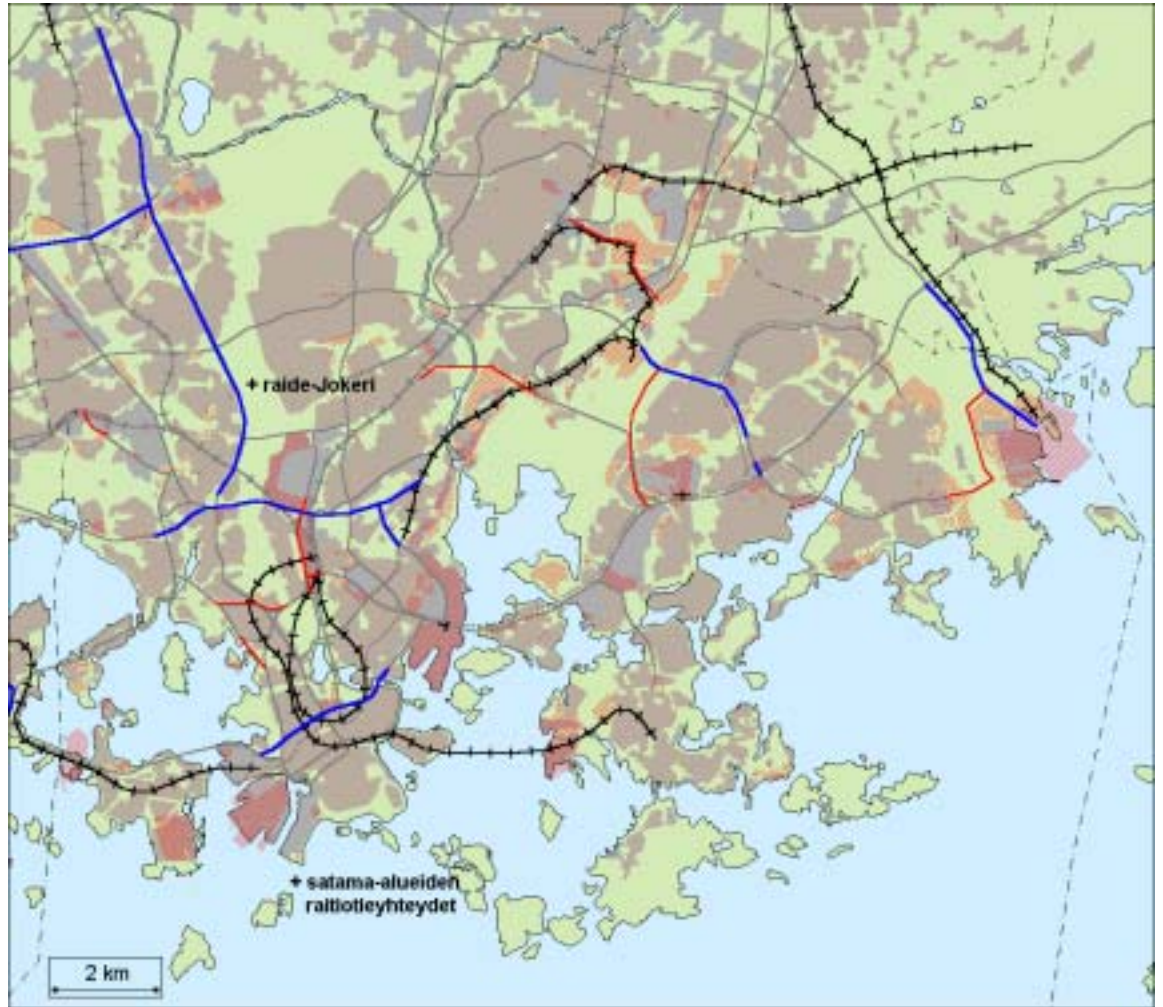 + raide-Jokeri
+ satama-alueiden
raitiotieyhteydet
2 km